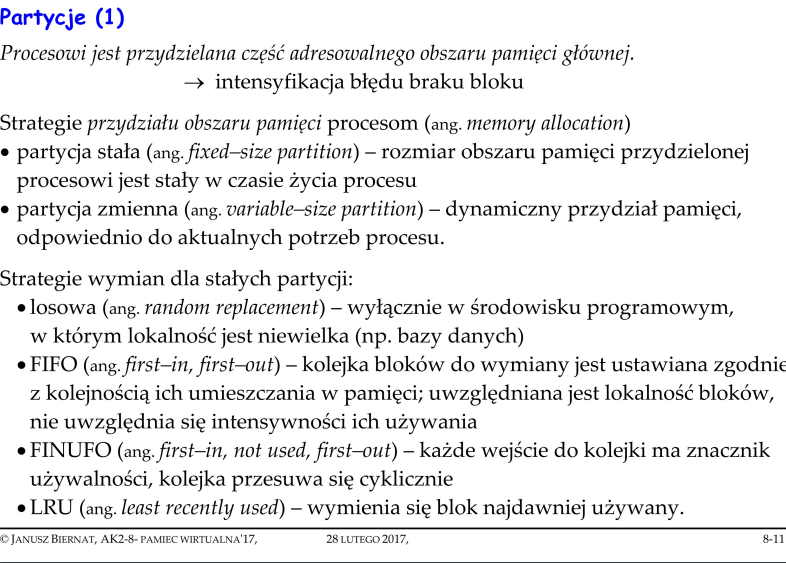 Partycje (1)
Procesowi jest przydzielana część adresowalnego obszaru pamięci głównej.
→ intensyfikacja błędu braku bloku
Strategie przydziału obszaru pamięci procesom (ang. memory allocation)
• partycja stała (ang. fixed–size partition) – rozmiar obszaru pamięci przydzielonej
procesowi jest stały w czasie życia procesu
• partycja zmienna (ang. variable–size partition) – dynamiczny przydział pamięci,
odpowiednio do aktualnych potrzeb procesu.
Strategie wymian dla stałych partycji:
• losowa (ang. random replacement) – wyłącznie w środowisku programowym,
w którym lokalność jest niewielka (np. bazy danych)
• FIFO (ang. first–in, first–out) – kolejka bloków do wymiany jest ustawiana zgodnie
z kolejnością ich umieszczania w pamięci; uwzględniana jest lokalność bloków,
nie uwzględnia się intensywności ich używania
• FINUFO (ang. first–in, not used, first–out) – każde wejście do kolejki ma znacznik
używalności, kolejka przesuwa się cyklicznie
• LRU (ang. least recently used) – wymienia się blok najdawniej używany.
© JANUSZ BIERNAT, AK2-8- PAMIEC WIRTUALNA'17, 28 LUTEGO 2017, 8-11